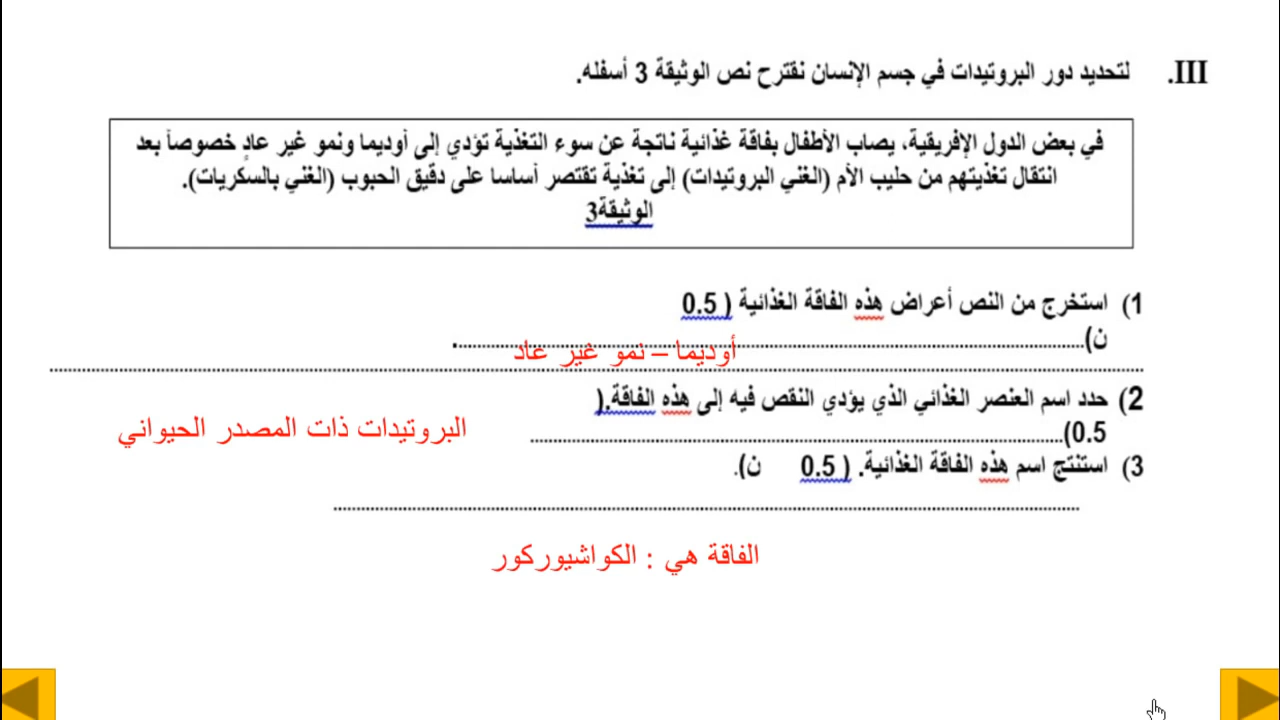 III. لتحديد دور البروتيدات في جسم الإنسان نقترح نص الوثيقة 3 أسفله.
في بعض الدول الإفريقية، يصاب الأطفال بفاقة غذائية ناتجة عن سوء التغذية تؤدي إلى أوديما ونمو غير عادٍ خصوصاً بعد
انتقال تغذيتهم من حليب الأم (الغني البروتيدات) إلى تغذية تقتصر أساسا على دقيق الحبوب (الغني بالسكريات).
الوثيقة3
1) استخرج من النص أعراض هذه الفاقة الغذائية ( 0.5
ن)...............................................................
أوديما – نمو غير عاد
...............................................................
2) حدد اسم العنصر الغذائي الذي يؤدي النقص فيه إلى هذه الفاقة.(
0.5)...............................................................
البروتيدات ذات المصدر الحيواني
3) استنتج اسم هذه الفاقة الغذائية. ( 0.5 ن).
...............................................................
الفاقة هي : الكواشيوركور